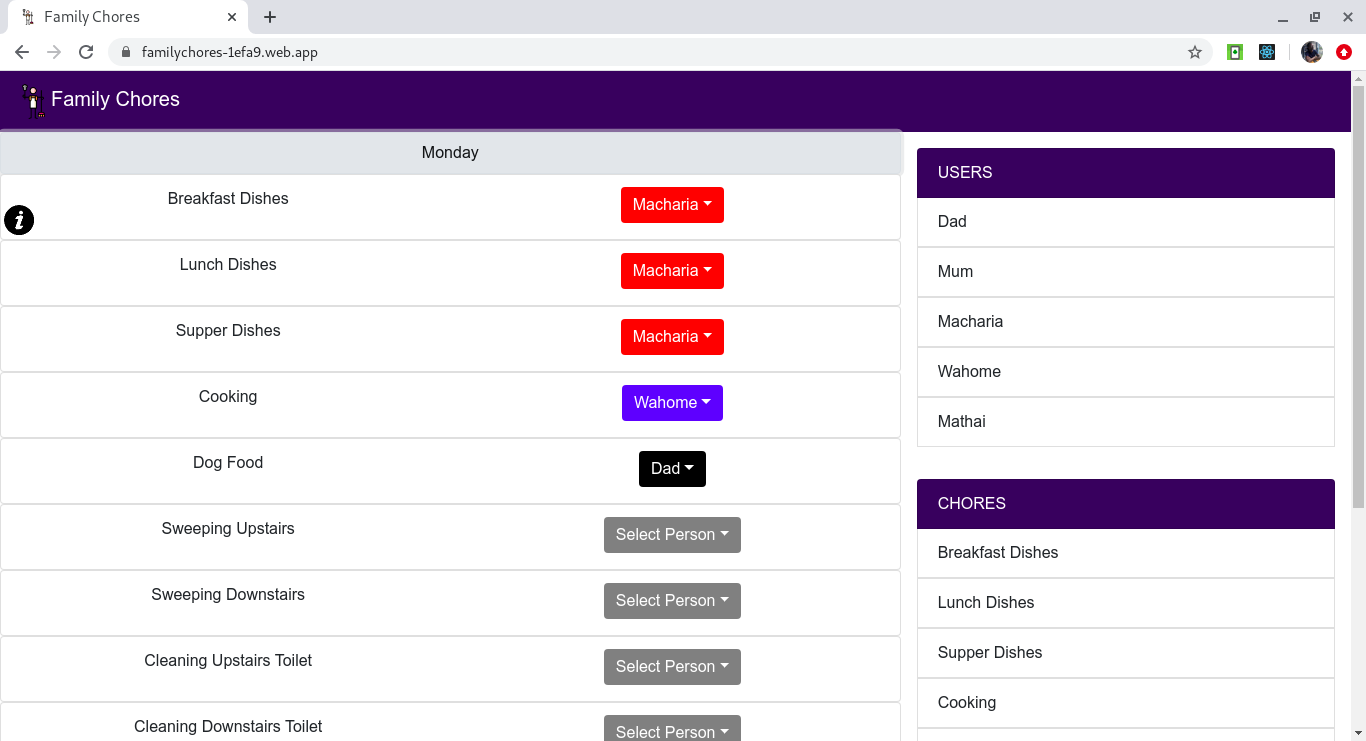 Family Chores
familychores-1efa9.web.app
Family Chores
Monday
Breakfast Dishes Macharia
Lunch Dishes Macharia
Supper Dishes Macharia
Cooking Wahome
Dog Food Dad
Sweeping Upstairs Select Person
Sweeping Downstairs Select Person
Cleaning Upstairs Toilet Select Person
Cleaning Downstairs Toilet Select Person
USERS
Dad
Mum
Macharia
Wahome
Mathai
CHORES
Breakfast Dishes
Lunch Dishes
Supper Dishes
Cooking